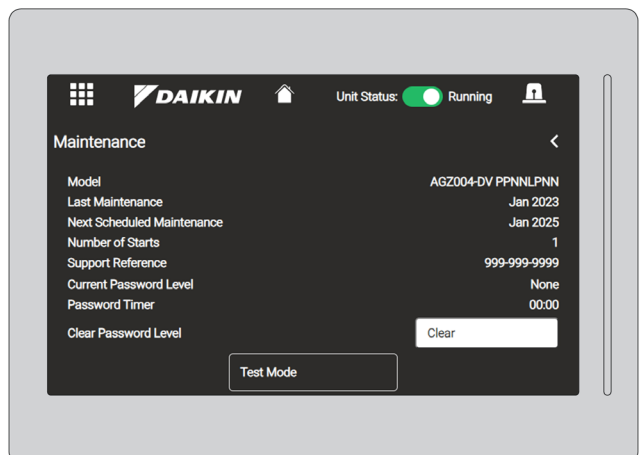 DAIKIN Unit Status: Running
Maintenance
Model AGZ004-DV PPNNLPNN
Last Maintenance Jan 2023
Next Scheduled Maintenance Jan 2025
Number of Starts 1
Support Reference 999-999-9999
Current Password Level None
Password Timer 00:00
Clear Password Level Clear
Test Mode